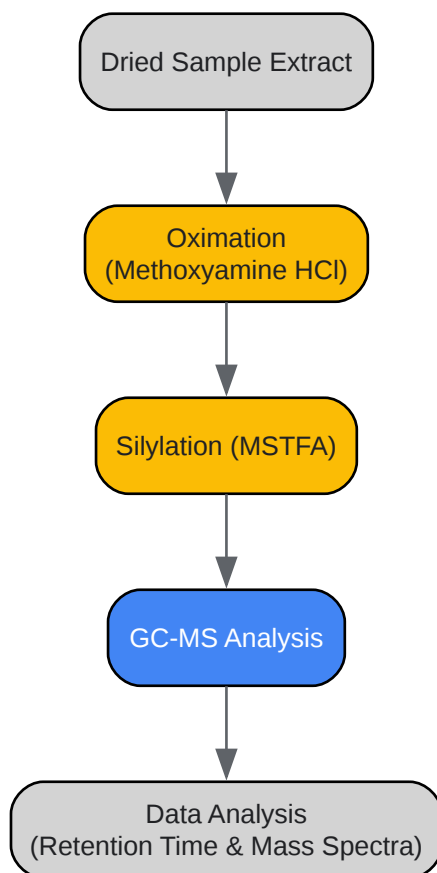 Dried Sample Extract
Oximation
(Methoxyamine HCl)
Silylation (MSTFA)
GC-MS Analysis
Data Analysis
(Retention Time & Mass Spectra)